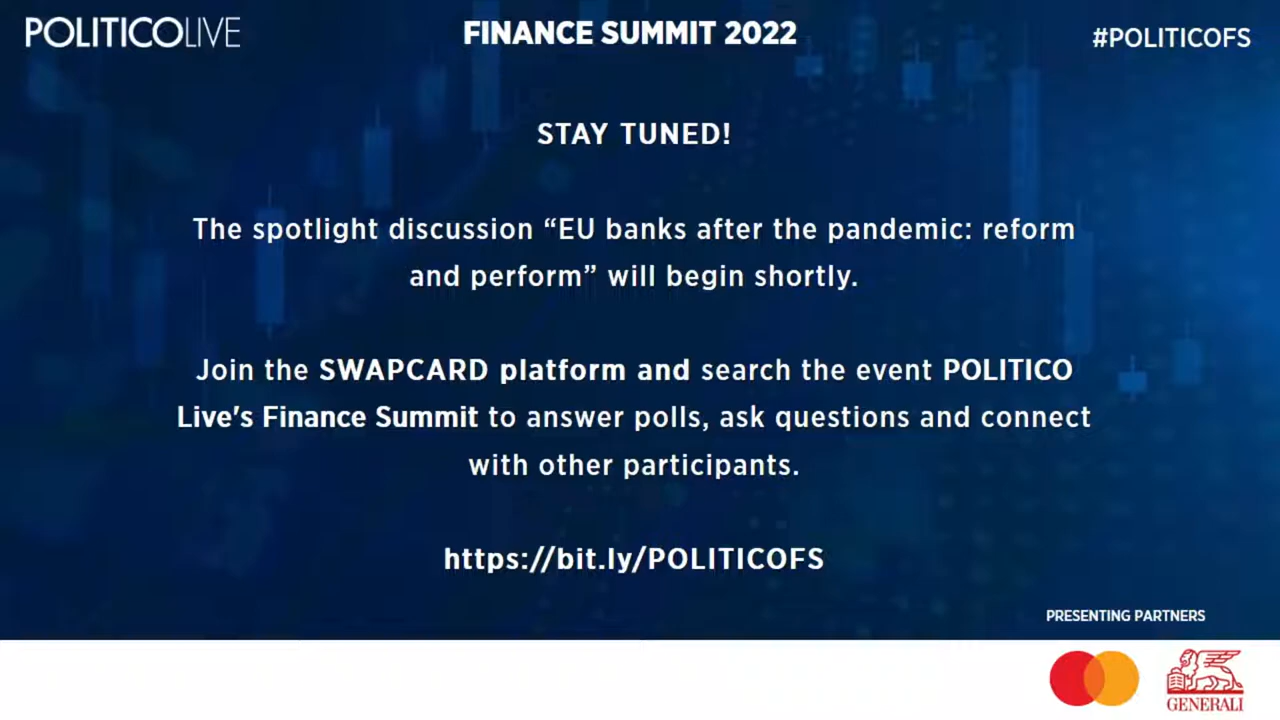 POLITICOLIVE
FINANCE SUMMIT 2022
#POLITICOFS
STAY TUNED!
The spotlight discussion “EU banks after the pandemic: reform
and perform” will begin shortly.
Join the SWAPCARD platform and search the event POLITICO
Live's Finance Summit to answer polls, ask questions and connect
with other participants.
https://bit.ly/POLITICOFS
PRESENTING PARTNERS
GENERALI